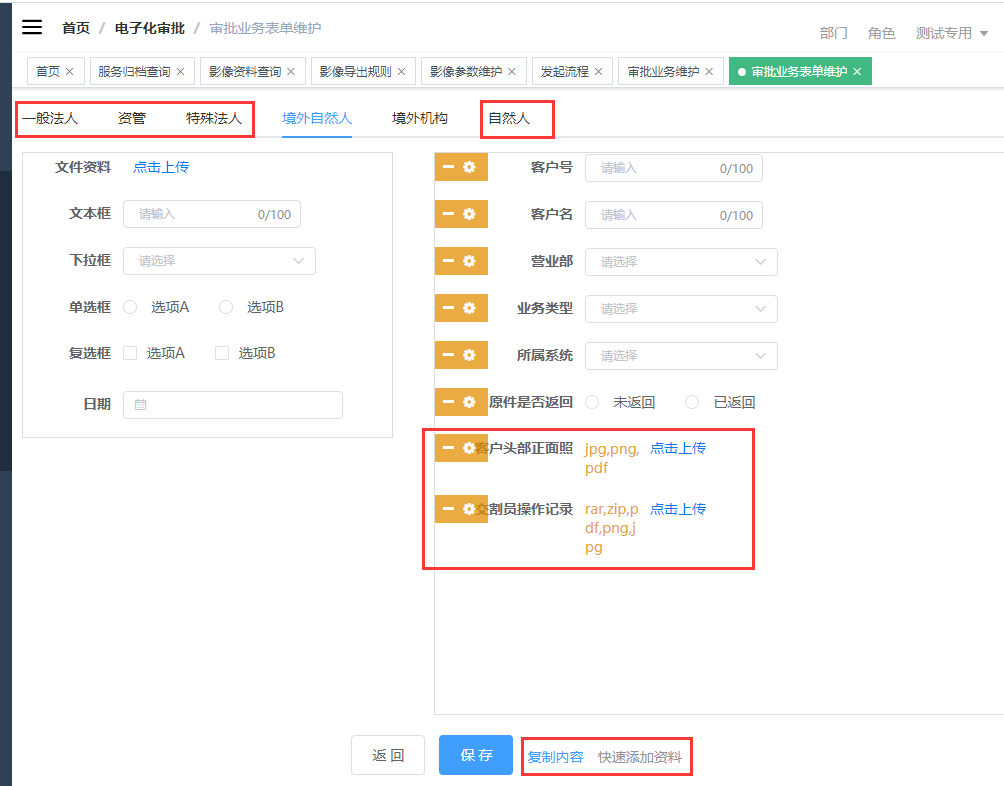 首页 / 电子化审批 / 审批业务表单维护
部门 角色 测试专用
首页 × 服务归档查询 × 影像资料查询 × 影像导出规则 × 影像参数维护 × 发起流程 × 审批业务维护 × 审批业务表单维护 ×
一般法人 资管 特殊法人 境外自然人 境外机构 自然人
文件资料 点击上传
文本框 请输入 0/100
下拉框 请选择
单选框 选项A 选项B
复选框 选项A 选项B
日期
客户号 请输入 0/100
客户名 请输入 0/100
营业部 请选择
业务类型 请选择
所属系统 请选择
原件是否返回 未返回 已返回
客户头部正面照 jpg,png, 点击上传
pdf
交割员操作记录 rar,zip,p 点击上传
df,png,j
pg
返回 保存 复制内容 快速添加资料